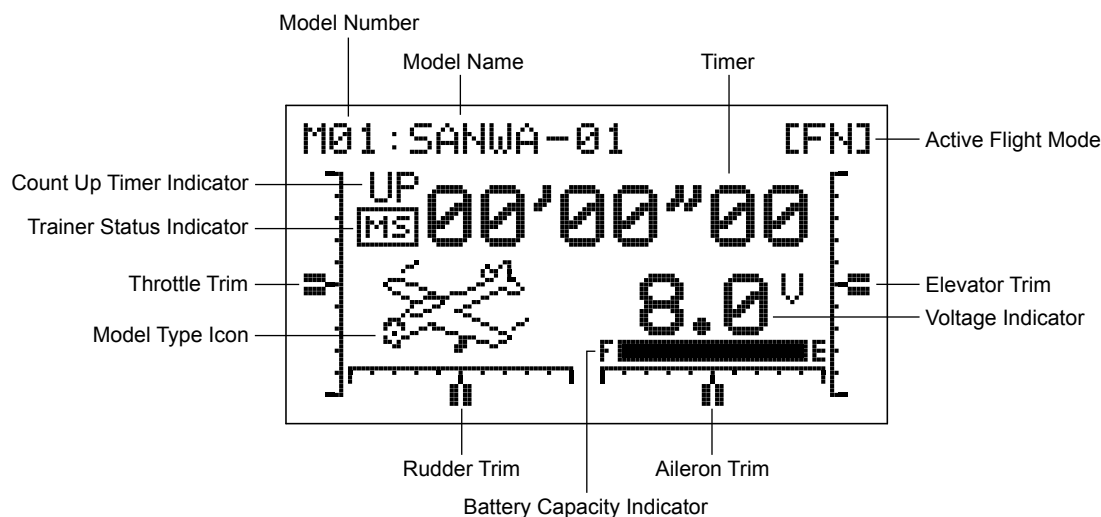 Model Number
Model Name
Timer
M01:SANWA-01 [FN]
Active Flight Mode
Count Up Timer Indicator
UP
00'00"00
Trainer Status Indicator
MS
Throttle Trim
Elevator Trim
8.0V
Voltage Indicator
Model Type Icon
F E
Rudder Trim
Aileron Trim
Battery Capacity Indicator